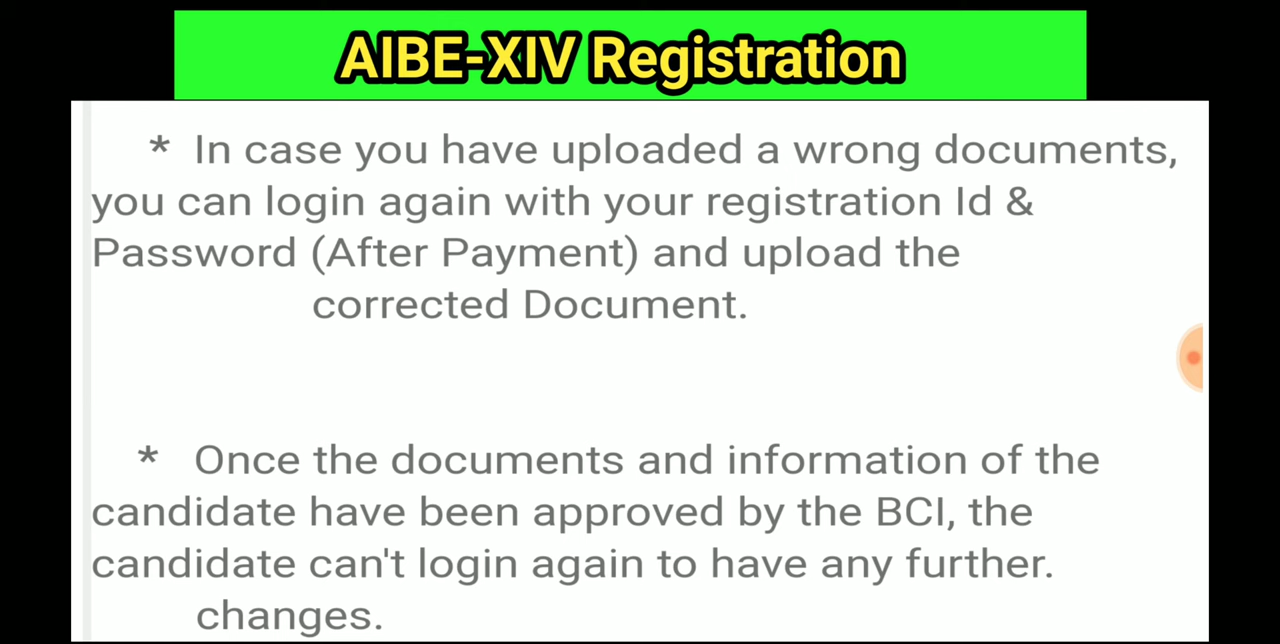 AIBE-XIV Registration
* In case you have uploaded a wrong documents,
you can login again with your registration Id &
Password (After Payment) and upload the
corrected Document.
* Once the documents and information of the
candidate have been approved by the BCI, the
candidate can't login again to have any further.
changes.